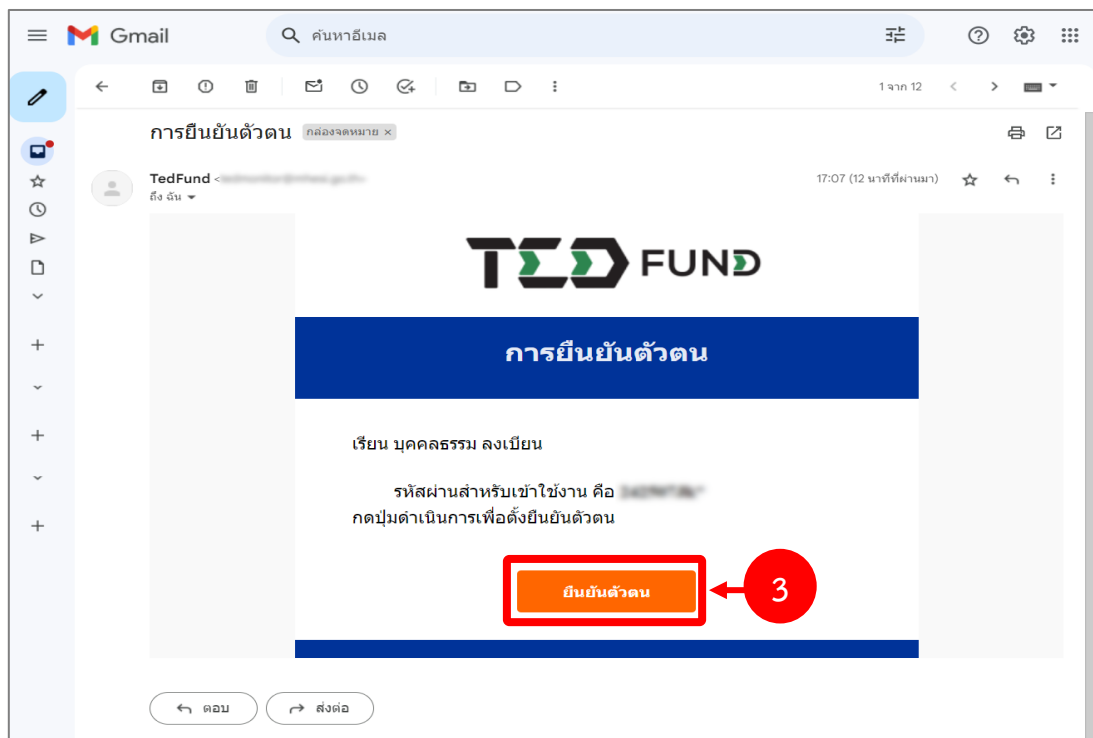 Gmail
ค้นหาอีเมล
1 จาก 12
การยืนยันตัวตน
กล่องจดหมาย ×
TedFund <
17:07 (12 นาทีที่ผ่านมา)
ถึง ฉัน
TED FUND
การยืนยันตัวตน
เรียน บุคคลธรรม ลงเบียน
รหัสผ่านสำหรับเข้าใช้งาน คือ
กดปุ่มดำเนินการเพื่อตั้งยืนยันตัวตน
ยืนยันตัวตน
3
ตอบ
ส่งต่อ